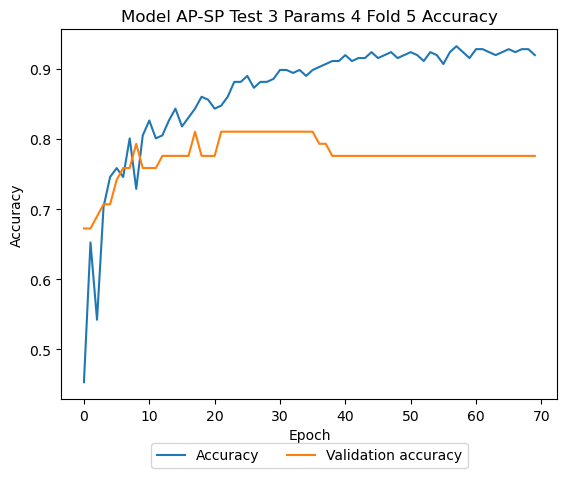 Model AP-SP Test 3 Params 4 Fold 5 Accuracy
0.9
0.8
0.7
0.6
0.5
Accuracy
0 10 20 30 40 50 60 70
Epoch
Accuracy Validation accuracy